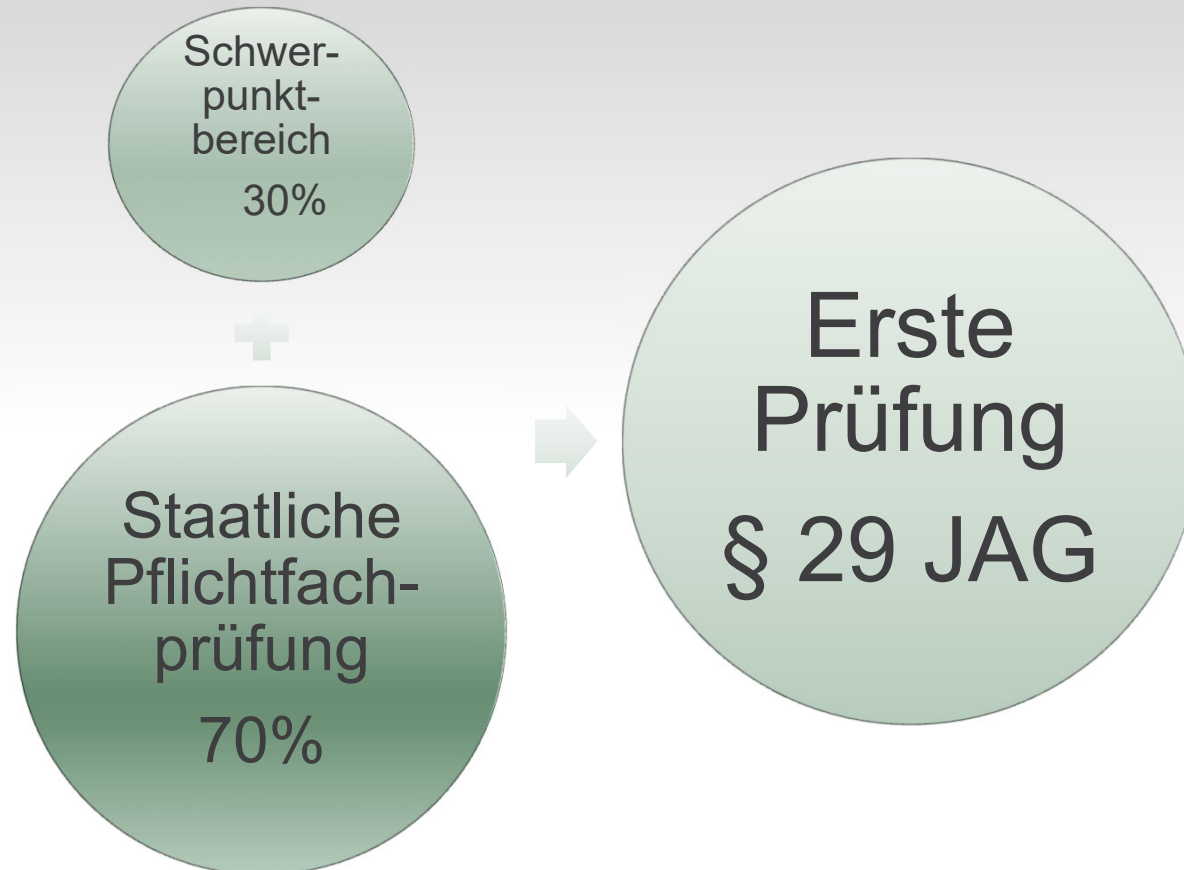 Schwer-
punkt-
bereich
30%
Staatliche
Pflichtfach-
prüfung
70%
Erste
Prüfung
§ 29 JAG